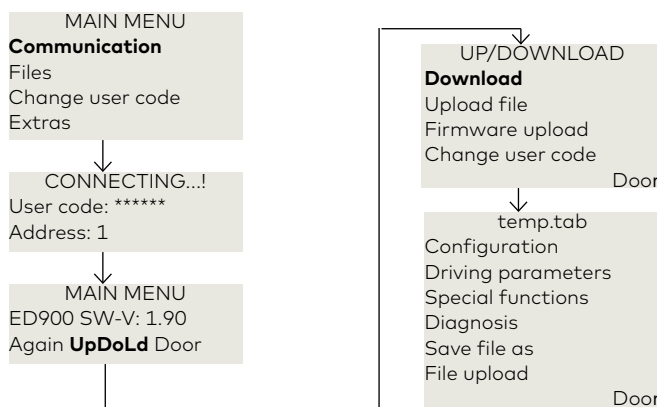 MAIN MENU
Communication
Files
Change user code
Extras
CONNECTING...!
User code: ******
Address: 1
MAIN MENU
ED900 SW-V: 1.90
Again UpDoLd Door
UP/DOWNLOAD
Download
Upload file
Firmware upload
Change user code
Door
temp.tab
Configuration
Driving parameters
Special functions
Diagnosis
Save file as
File upload
Door